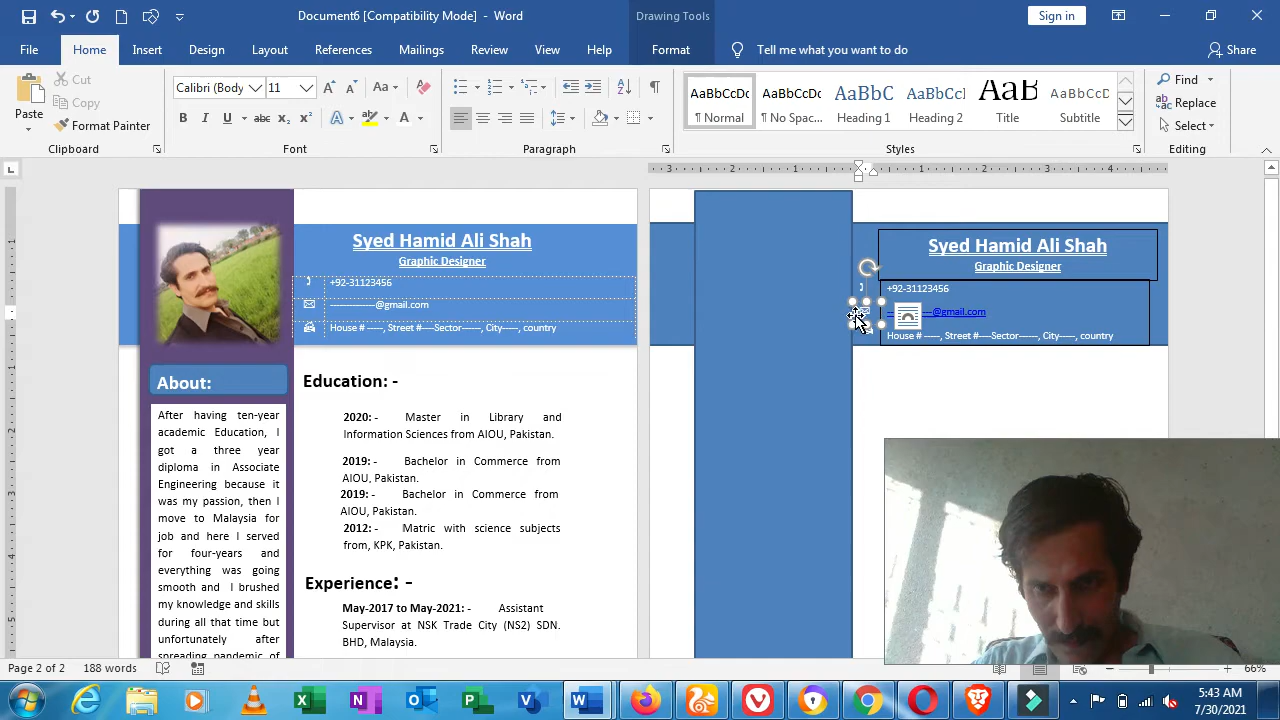 Document6 [Compatibility Mode] - Word
Drawing Tools
Sign in
File Home Insert Design Layout References Mailings Review View Help Format Tell me what you want to do Share
Paste
Cut
Copy
Format Painter
Clipboard
Calibri (Body 11
Font
Paragraph
AaBbCcDc AaBbCcDc AaBbC AaBbCcI AaB AaBbCcD
¶ Normal ¶ No Spac... Heading 1 Heading 2 Title Subtitle
Styles
Find
Replace
Select
Editing
3 2 1 1 2 3 4
Syed Hamid Ali Shah
Graphic Designer
+92-31123456
---------------@gmail.com
House # -----, Street #----Sector------, City-----, country
About:
After having ten-year
academic Education, I
got a three year
diploma in Associate
Engineering because it
was my passion, then I
move to Malaysia for
job and here I served
for four-years and
everything was going
smooth and I brushed
my knowledge and skills
during all that time but
unfortunately after
spreading pandemic of
Education: -
2020: - Master in Library and
Information Sciences from AIOU, Pakistan.
2019: - Bachelor in Commerce from
AIOU, Pakistan.
2019: - Bachelor in Commerce from
AIOU, Pakistan.
2012: - Matric with science subjects
from, KPK, Pakistan.
Experience: -
May-2017 to May-2021: - Assistant
Supervisor at NSK Trade City (NS2) SDN.
BHD, Malaysia.
Syed Hamid Ali Shah
Graphic Designer
+92-31123456
@gmail.com
House # -----, Street #----Sector------, City-----, country
Page 2 of 2 188 words 66%
5:43 AM
7/30/2021